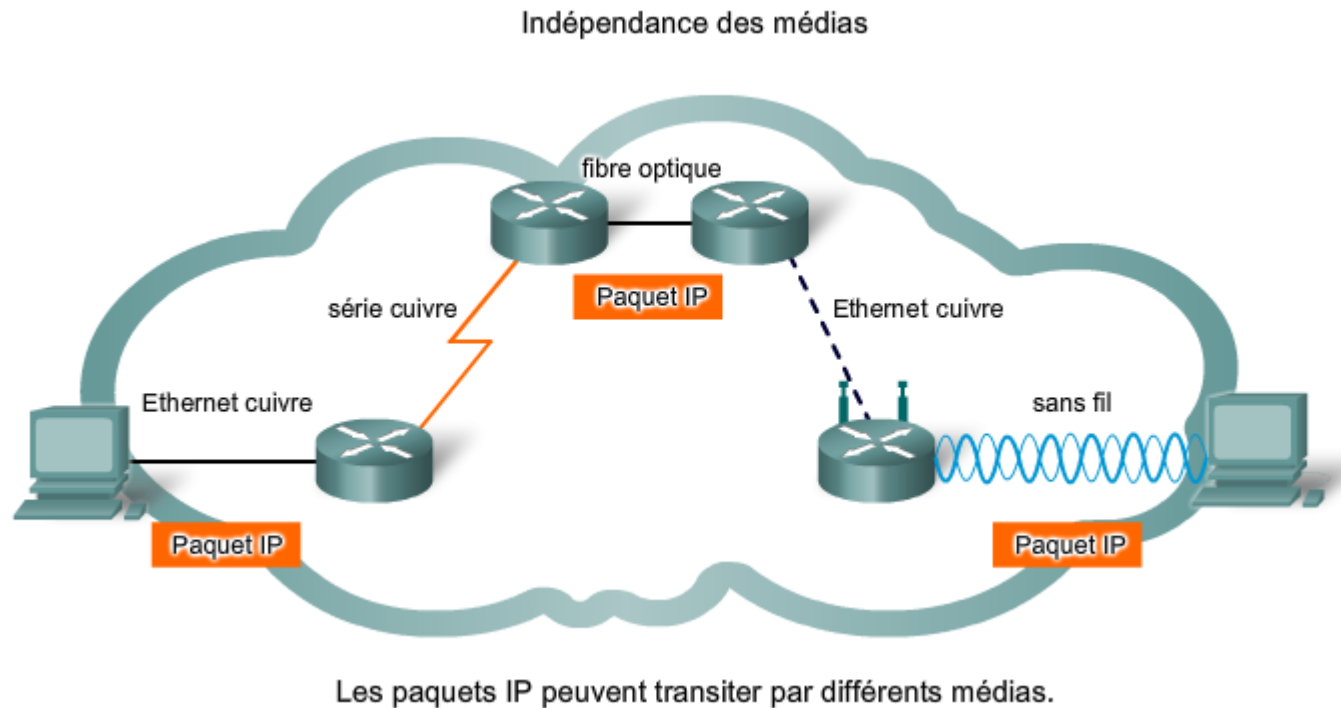 Indépendance des médias
fibre optique
Paquet IP
série cuivre
Ethernet cuivre
Ethernet cuivre
sans fil
Paquet IP
Paquet IP
Les paquets IP peuvent transiter par différents médias.